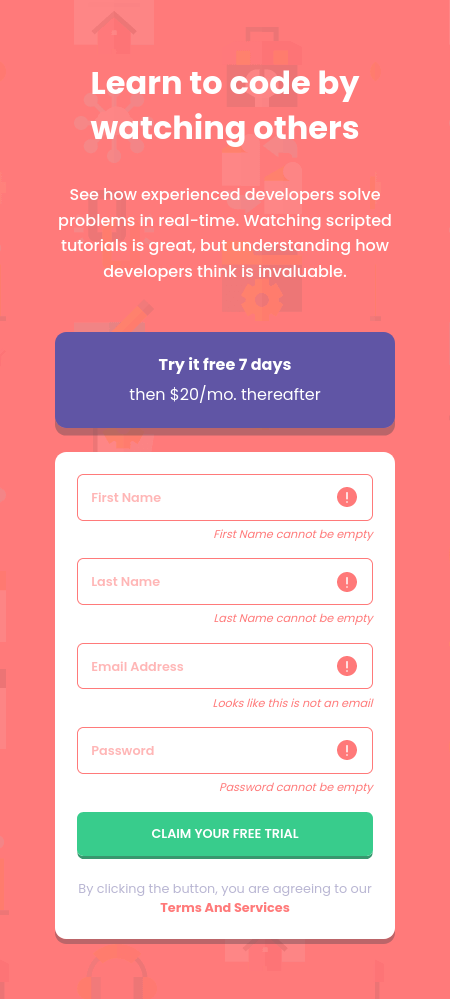 Learn to code by
watching others
See how experienced developers solve
problems in real-time. Watching scripted
tutorials is great, but understanding how
developers think is invaluable.
Try it free 7 days
then $20/mo. thereafter
First Name
First Name cannot be empty
Last Name
Last Name cannot be empty
Email Address
Looks like this is not an email
Password
Password cannot be empty
CLAIM YOUR FREE TRIAL
By clicking the button, you are agreeing to our
Terms And Services